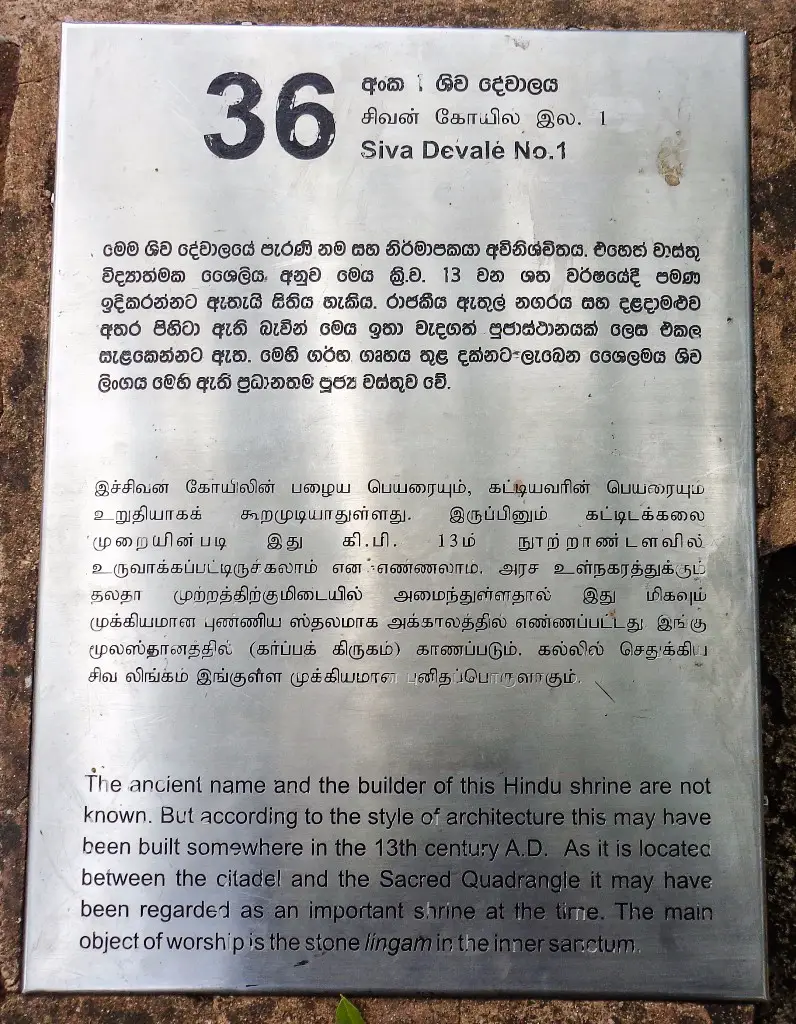 36
අංක 1 ශිව දේවාලය
சிவன் கோயில் இல. 1
Siva Devale No.1
මෙම ශිව දේවාලයේ පැරණි නම සහ නිර්මාපකයා අවිනිශ්චිතය. එහෙත් වාස්තු
විද්‍යාත්මක ශෛලිය අනුව මෙය ක්‍රි.ව. 13 වන ශත වර්ෂයේදී පමණ
ඉදිකරන්නට ඇතැයි සිතිය හැකිය. රාජකීය ඇතුල් නගරය සහ දළදාමළුව
අතර පිහිටා ඇති බැවින් මෙය ඉතා වැදගත් පූජාස්ථානයක් ලෙස එකල
සැළකෙන්නට ඇත. මෙහි ගර්භ ගෘහය තුළ දක්නට ලැබෙන ශෛලමය ශිව
ලිංගය මෙහි ඇති ප්‍රධානතම පූජ්‍ය වස්තුව වේ.
இச்சிவன கோயிலின் பழைய பெயரையும், கட்டியவரின் பெயரையும்
உறுதியாகக் கூறமுடியாதுள்ளது. இருப்பினும் கட்டிடக்கலை
முறையின்படி இது கி.பி. 13ம் நூற்றாண்டளவில்
உருவாக்கப்பட்டிருக்கலாம் என எண்ணலாம். அரச உள்நகரத்துக்கும்
தலதா முற்றத்திற்குமிடையில் அமைந்துள்ளதால் இது மிகவும்
முக்கியமான புண்ணிய ஸ்தலமாக அக்காலத்தில் எண்ணப்பட்டது இங்கு
மூலஸ்தானத்தில் (கர்ப்பக் கிருகம்) காணப்படும். கல்லில் செதுக்கிய
சிவ லிங்கம் இங்குள்ள முக்கியமான புனிதப்பொருளாகும்.
The ancient name and the builder of this Hindu shrine are not
known. But according to the style of architecture this may have
been built somewhere in the 13th century A.D. As it is located
between the citadel and the Sacred Quadrangle it may have
been regarded as an important shrine at the time. The main
object of worship is the stone lingam in the inner sanctum.